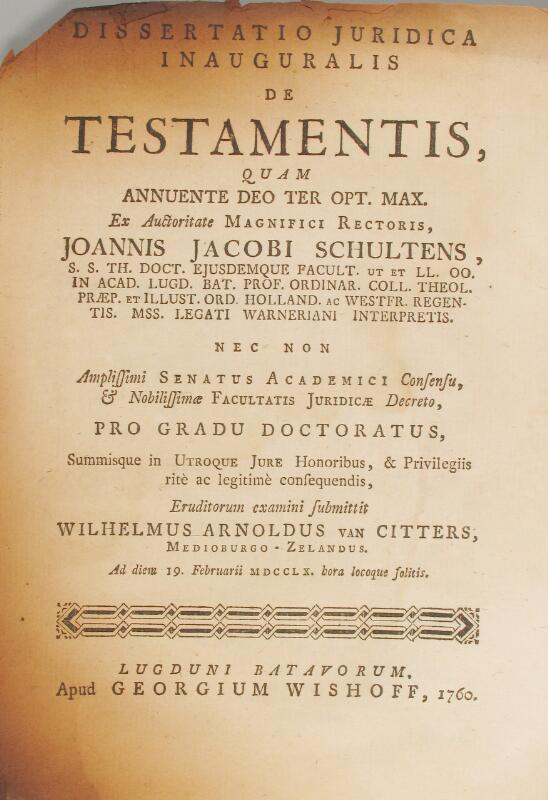 DISSERTATIO JURIDICA
INAUGURALIS
DE
TESTAMENTIS,
QUAM
ANNUENTE DEO TER OPT. MAX.
Ex Auctoritate MAGNIFICI RECTORIS,
JOANNIS JACOBI SCHULTENS,
S. S. TH. DOCT. EJUSDEMQUE FACULT. UT ET LL. OO.
IN ACAD. LUGD. BAT. PROF. ORDINAR. COLL. THEOL.
PRÆP. ET ILLUST. ORD. HOLLAND. AC WESTFR. REGEN-
TIS. MSS. LEGATI WARNERIANI INTERPRETIS.
NEC NON
Ampliſſimi SENATUS ACADEMICI Conſenſu,
& Nobiliſſimæ FACULTATIS JURIDICÆ Decreto,
PRO GRADU DOCTORATUS,
Summisque in UTROQUE JURE Honoribus, & Privilegiis
ritè ac legitimè conſequendis,
Eruditorum examini ſubmittit
WILHELMUS ARNOLDUS VAN CITTERS,
MEDIOBURGO-ZELANDUS.
Ad diem 19. Februarii MDCCLX. hora locoque ſolitis.
LUGDUNI BATAVORUM,
Apud GEORGIUM WISHOFF, 1760.